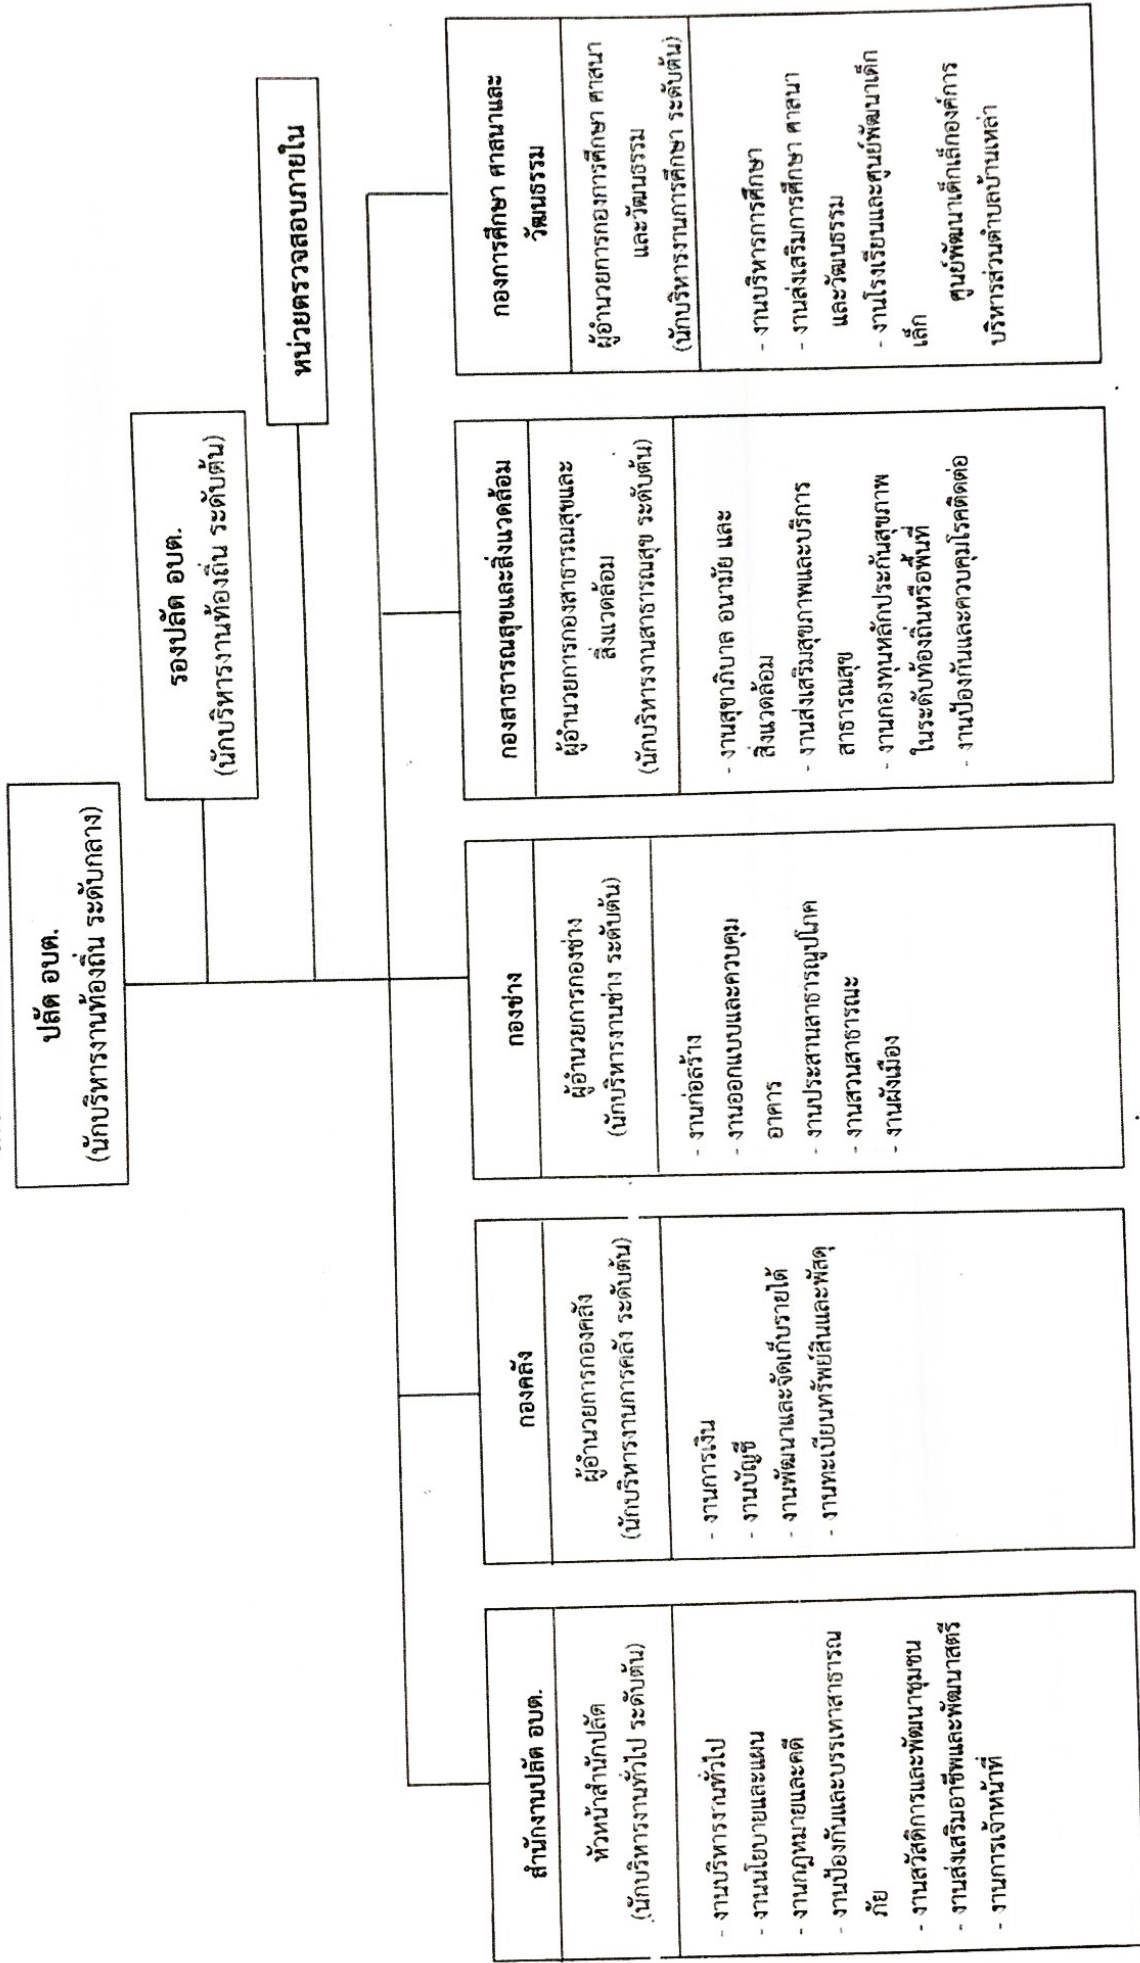 ปลัด อบต.
(นักบริหารงานท้องถิ่น ระดับกลาง)
รองปลัด อบต.
(นักบริหารงานท้องถิ่น ระดับต้น)
หน่วยตรวจสอบภายใน
สำนักงานปลัด อบต.
หัวหน้าสำนักปลัด
(นักบริหารงานทั่วไป ระดับต้น)
- งานบริหารงานทั่วไป
- งานนโยบายและแผน
- งานกฎหมายและคดี
- งานป้องกันและบรรเทาสาธารณ
ภัย
- งานสวัสดิการและพัฒนาชุมชน
- งานส่งเสริมอาชีพและพัฒนาสตรี
- งานการเจ้าหน้าที่
กองคลัง
ผู้อำนวยการกองคลัง
(นักบริหารงานการคลัง ระดับต้น)
- งานการเงิน
- งานบัญชี
- งานพัฒนาและจัดเก็บรายได้
- งานทะเบียนทรัพย์สินและพัสดุ
กองช่าง
ผู้อำนวยการกองช่าง
(นักบริหารงานช่าง ระดับต้น)
- งานก่อสร้าง
- งานออกแบบและควบคุม
อาคาร
- งานประสานสาธารณูปโภค
- งานสวนสาธารณะ
- งานผังเมือง
กองสาธารณสุขและสิ่งแวดล้อม
ผู้อำนวยการกองสาธารณสุขและ
สิ่งแวดล้อม
(นักบริหารงานสาธารณสุข ระดับต้น)
- งานสุขาภิบาล อนามัย และ
สิ่งแวดล้อม
- งานส่งเสริมสุขภาพและบริการ
สาธารณสุข
- งานกองทุนหลักประกันสุขภาพ
ในระดับท้องถิ่นหรือพื้นที่
- งานป้องกันและควบคุมโรคติดต่อ
กองการศึกษา ศาสนาและ
วัฒนธรรม
ผู้อำนวยการกองการศึกษา ศาสนา
และวัฒนธรรม
(นักบริหารงานการศึกษา ระดับต้น)
- งานบริหารการศึกษา
- งานส่งเสริมการศึกษา ศาสนา
และวัฒนธรรม
- งานโรงเรียนและศูนย์พัฒนาเด็ก
เล็ก
ศูนย์พัฒนาเด็กเล็กองค์การ
บริหารส่วนตำบลบ้านเหล่า